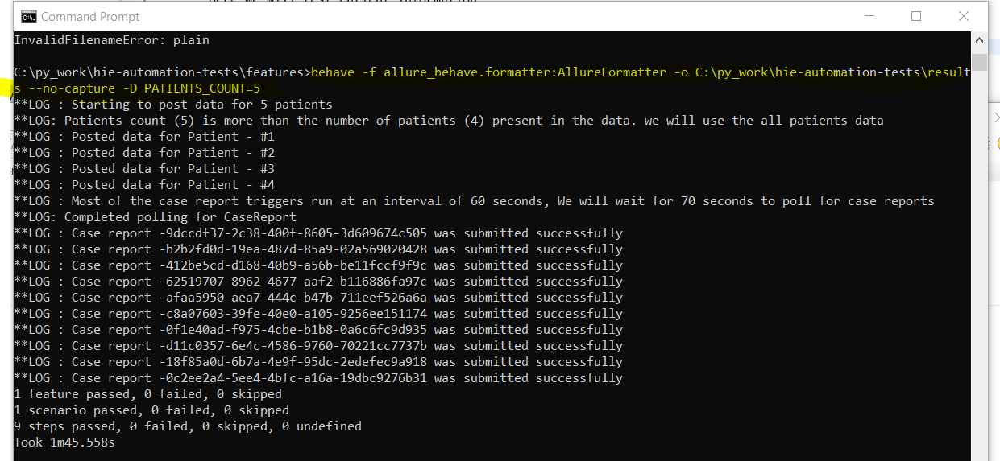 Command Prompt
InvalidFilenameError: plain
C:\py_work\hie-automation-tests\features>behave -f allure_behave.formatter:AllureFormatter -o C:\py_work\hie-automation-tests\result
s --no-capture -D PATIENTS_COUNT=5
**LOG : Starting to post data for 5 patients
**LOG: Patients count (5) is more than the number of patients (4) present in the data. we will use the all patients data
**LOG : Posted data for Patient - #1
**LOG : Posted data for Patient - #2
**LOG : Posted data for Patient - #3
**LOG : Posted data for Patient - #4
**LOG : Most of the case report triggers run at an interval of 60 seconds, We will wait for 70 seconds to poll for case reports
**LOG: Completed polling for CaseReport
**LOG : Case report -9dccdf37-2c38-400f-8605-3d609674c505 was submitted successfully
**LOG : Case report -b2b2fd0d-19ea-487d-85a9-02a569020428 was submitted successfully
**LOG : Case report -412be5cd-d168-40b9-a56b-be11fccf9f9c was submitted successfully
**LOG : Case report -62519707-8962-4677-aaf2-b116886fa97c was submitted successfully
**LOG : Case report -afaa5950-aea7-444c-b47b-711eef526a6a was submitted successfully
**LOG : Case report -c8a07603-39fe-40e0-a105-9256ee151174 was submitted successfully
**LOG : Case report -0f1e40ad-f975-4cbe-b1b8-0a6c6fc9d935 was submitted successfully
**LOG : Case report -d11c0357-6e4c-4586-9760-70221cc7737b was submitted successfully
**LOG : Case report -18f85a0d-6b7a-4e9f-95dc-2edefec9a918 was submitted successfully
**LOG : Case report -0c2ee2a4-5ee4-4bfc-a16a-19dbc9276b31 was submitted successfully
1 feature passed, 0 failed, 0 skipped
1 scenario passed, 0 failed, 0 skipped
9 steps passed, 0 failed, 0 skipped, 0 undefined
Took 1m45.558s